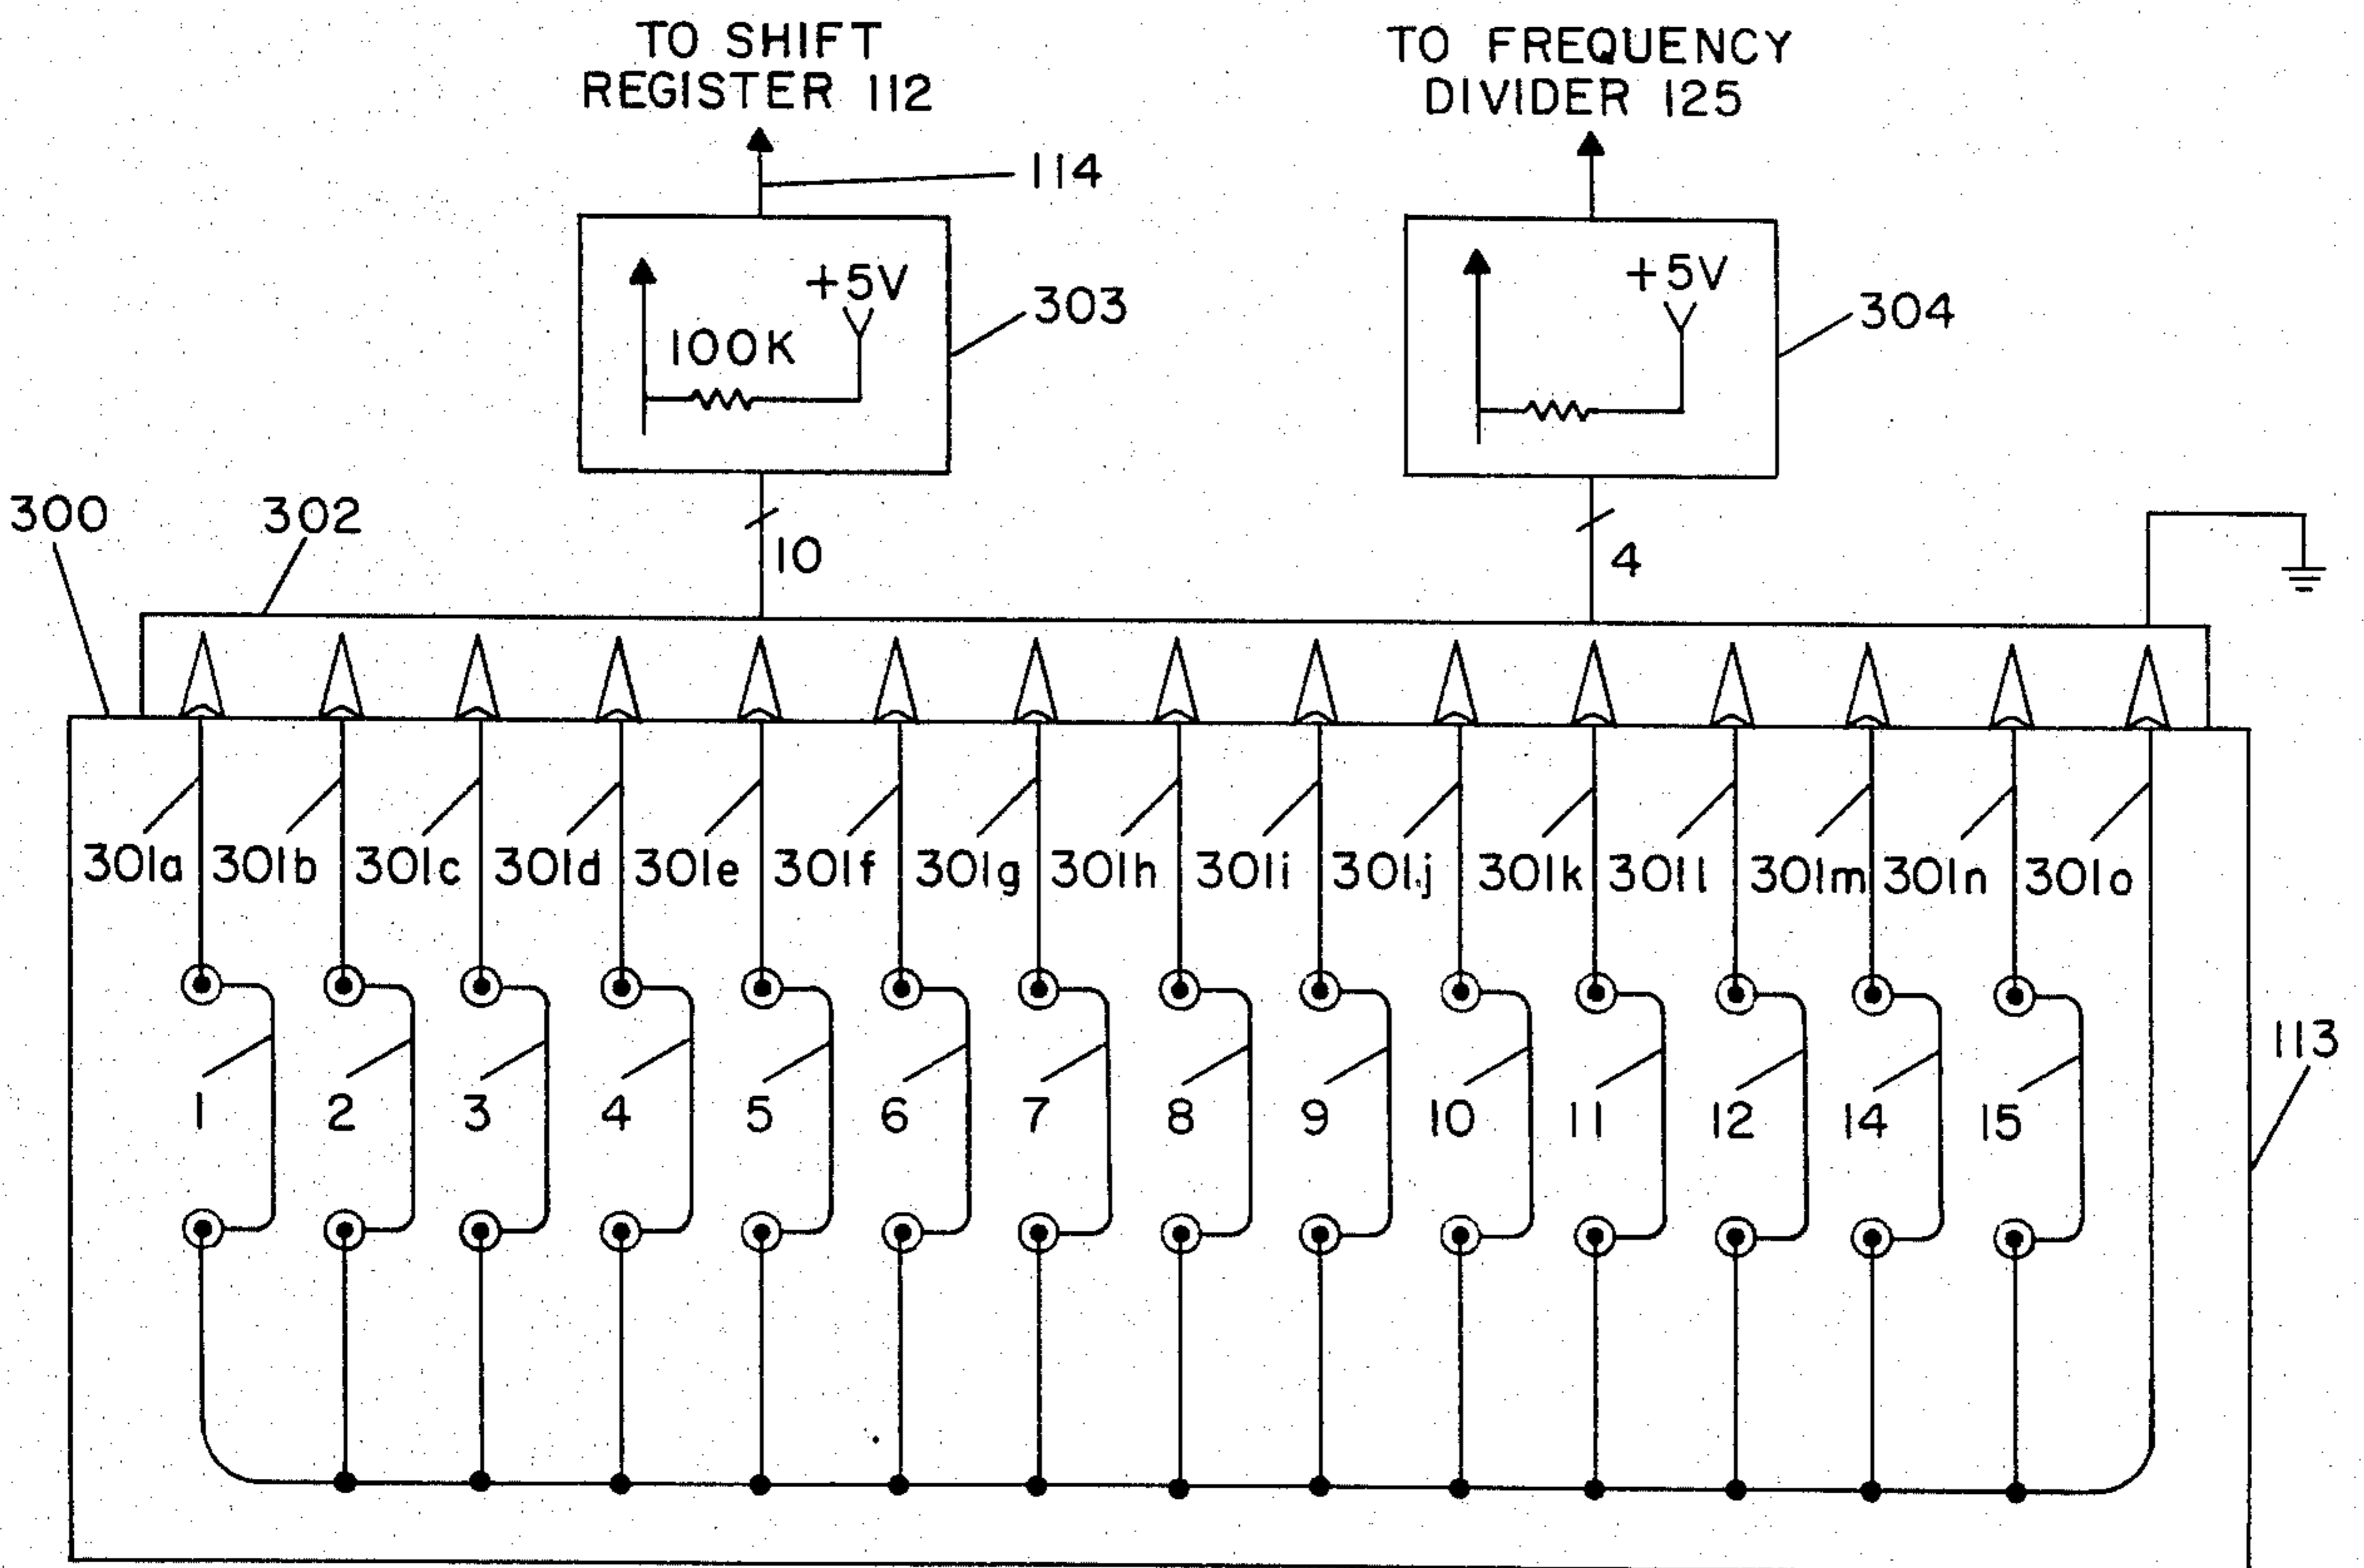 TO SHIFT
REGISTER 112
TO FREQUENCY
DIVIDER 125
114
+5V
100K
303
+5V
304
300
302
10
4
301a 301b 301c 301d 301e 301f 301g 301h 301i 301j 301k 301l 301m 301n 301o
113
1 2 3 4 5 6 7 8 9 10 11 12 14 15